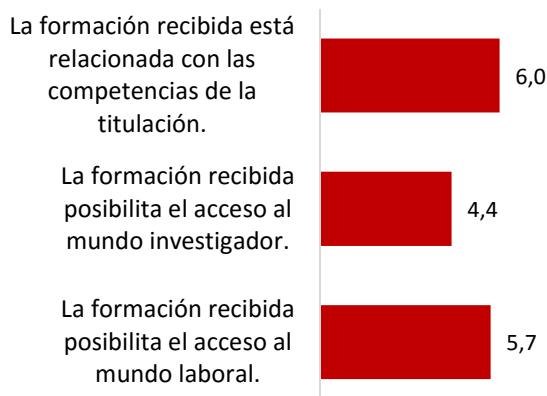 La formación recibida está
relacionada con las
competencias de la
titulación.
6,0
La formación recibida
posibilita el acceso al
mundo investigador.
4,4
La formación recibida
posibilita el acceso al
mundo laboral.
5,7